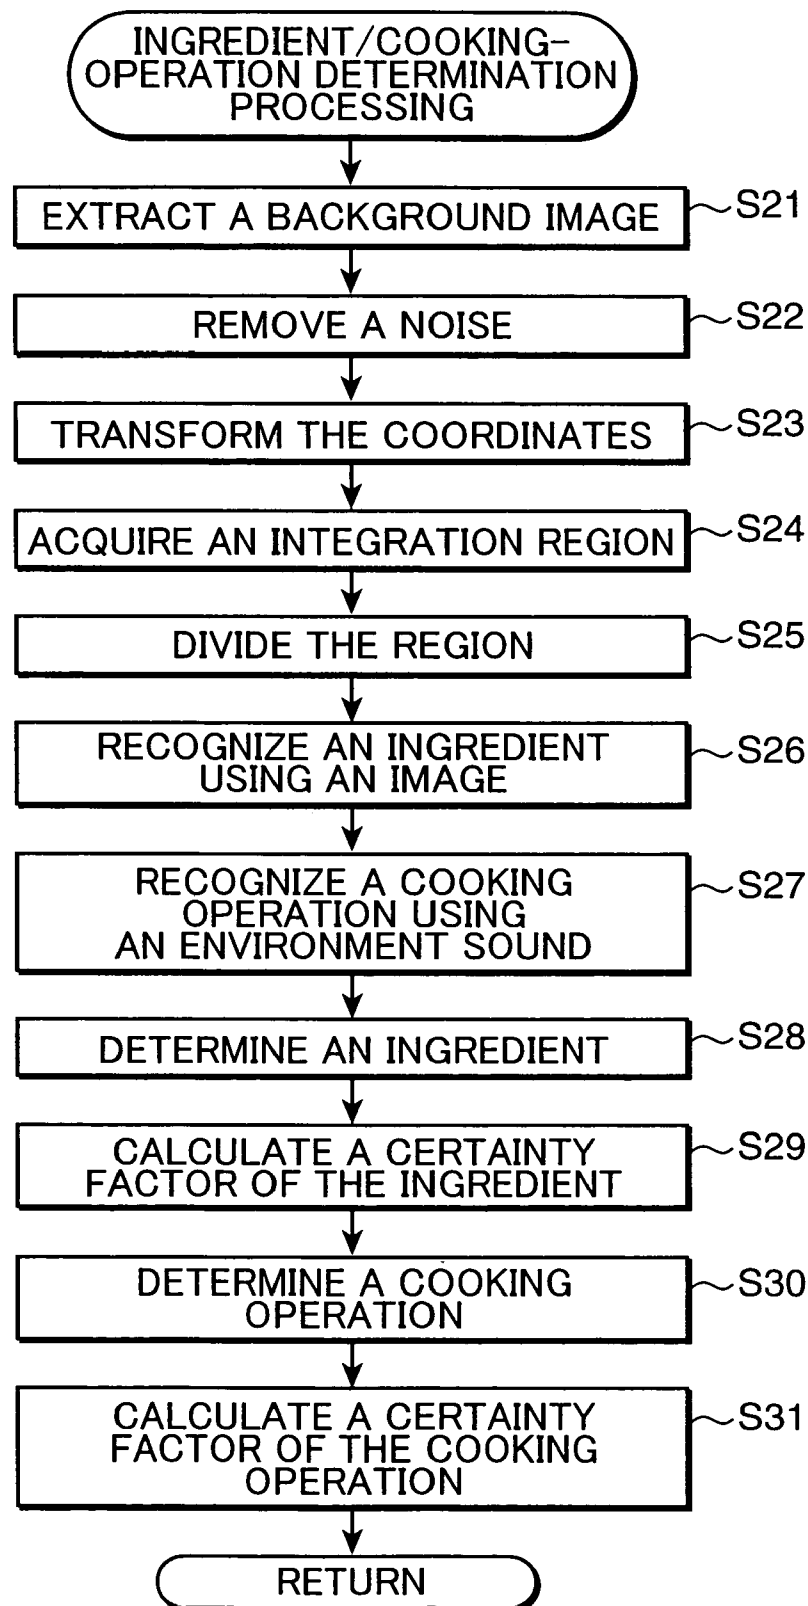 INGREDIENT/COOKING-
OPERATION DETERMINATION
PROCESSING
EXTRACT A BACKGROUND IMAGE
S21
REMOVE A NOISE
S22
TRANSFORM THE COORDINATES
S23
ACQUIRE AN INTEGRATION REGION
S24
DIVIDE THE REGION
S25
RECOGNIZE AN INGREDIENT
USING AN IMAGE
S26
RECOGNIZE A COOKING
OPERATION USING
AN ENVIRONMENT SOUND
S27
DETERMINE AN INGREDIENT
S28
CALCULATE A CERTAINTY
FACTOR OF THE INGREDIENT
S29
DETERMINE A COOKING
OPERATION
S30
CALCULATE A CERTAINTY
FACTOR OF THE COOKING
OPERATION
S31
RETURN